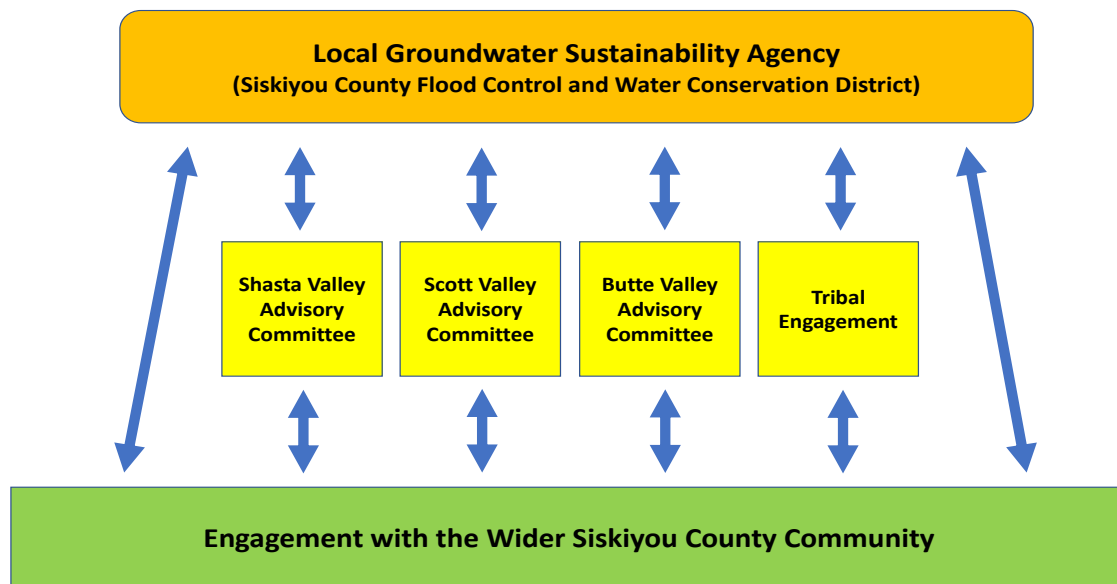 Local Groundwater Sustainability Agency
(Siskiyou County Flood Control and Water Conservation District)
Shasta Valley
Advisory
Committee
Scott Valley
Advisory
Committee
Butte Valley
Advisory
Committee
Tribal
Engagement
Engagement with the Wider Siskiyou County Community